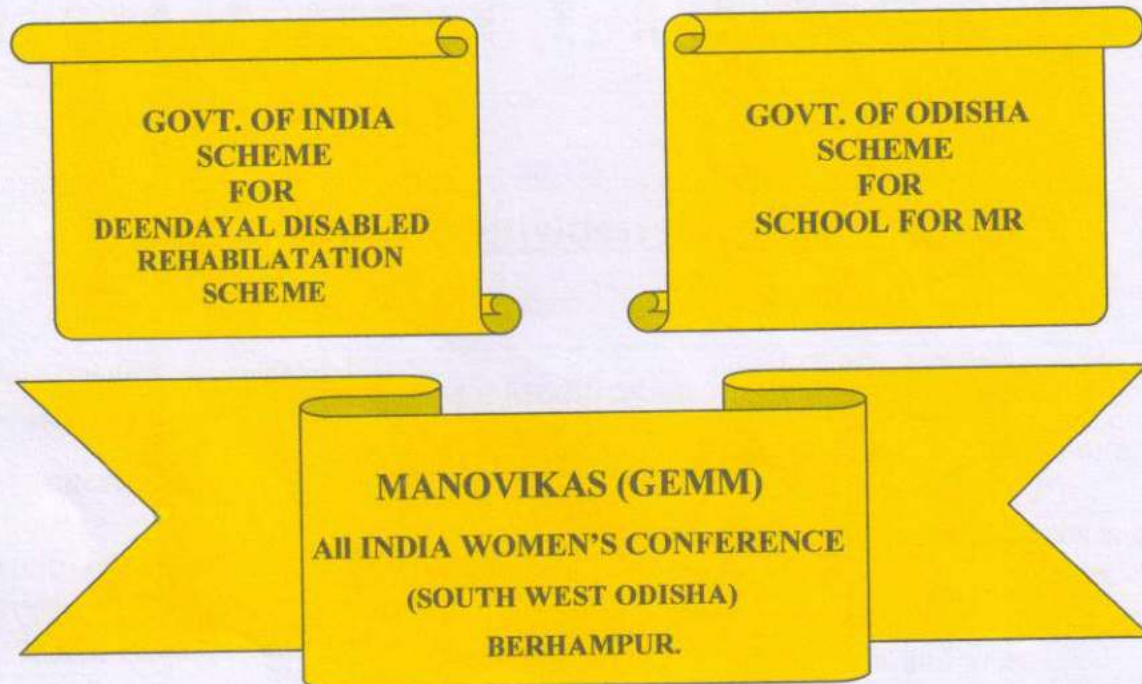 GOVT. OF INDIA
SCHEME
FOR
DEENDAYAL DISABLED
REHABILATATION
SCHEME
GOVT. OF ODISHA
SCHEME
FOR
SCHOOL FOR MR
MANOVIKAS (GEMM)
All INDIA WOMEN'S CONFERENCE
(SOUTH WEST ODISHA)
BERHAMPUR.